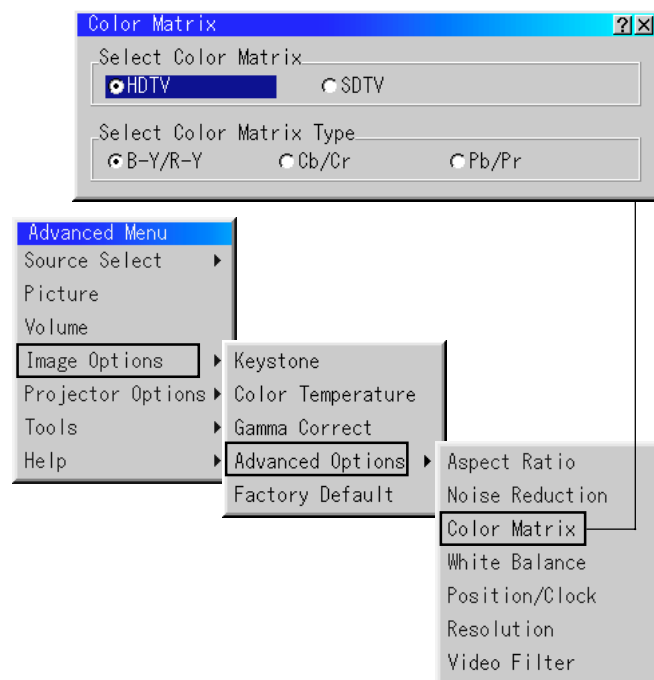 Color Matrix
Select Color Matrix
HDTV SDTV
Select Color Matrix Type
B-Y/R-Y Cb/Cr Pb/Pr
Advanced Menu
Source Select
Picture
Volume
Image Options
Projector Options
Tools
Help
Keystone
Color Temperature
Gamma Correct
Advanced Options
Factory Default
Aspect Ratio
Noise Reduction
Color Matrix
White Balance
Position/Clock
Resolution
Video Filter